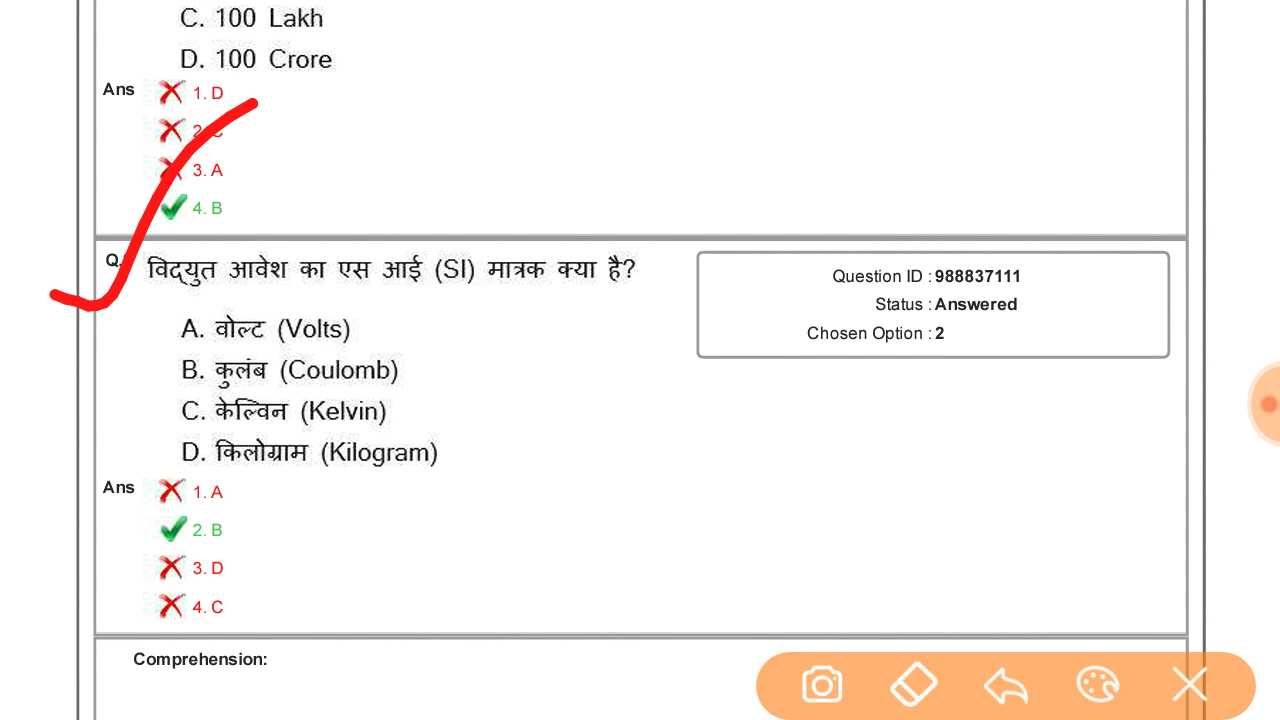 C. 100 Lakh
D. 100 Crore
Ans
1. D
2. C
3. A
4. B
Q. विद्युत आवेश का एस आई (SI) मात्रक क्या है?
Question ID : 988837111
Status : Answered
Chosen Option : 2
A. वोल्ट (Volts)
B. कुलंब (Coulomb)
C. केल्विन (Kelvin)
D. किलोग्राम (Kilogram)
Ans
1. A
2. B
3. D
4. C
Comprehension: